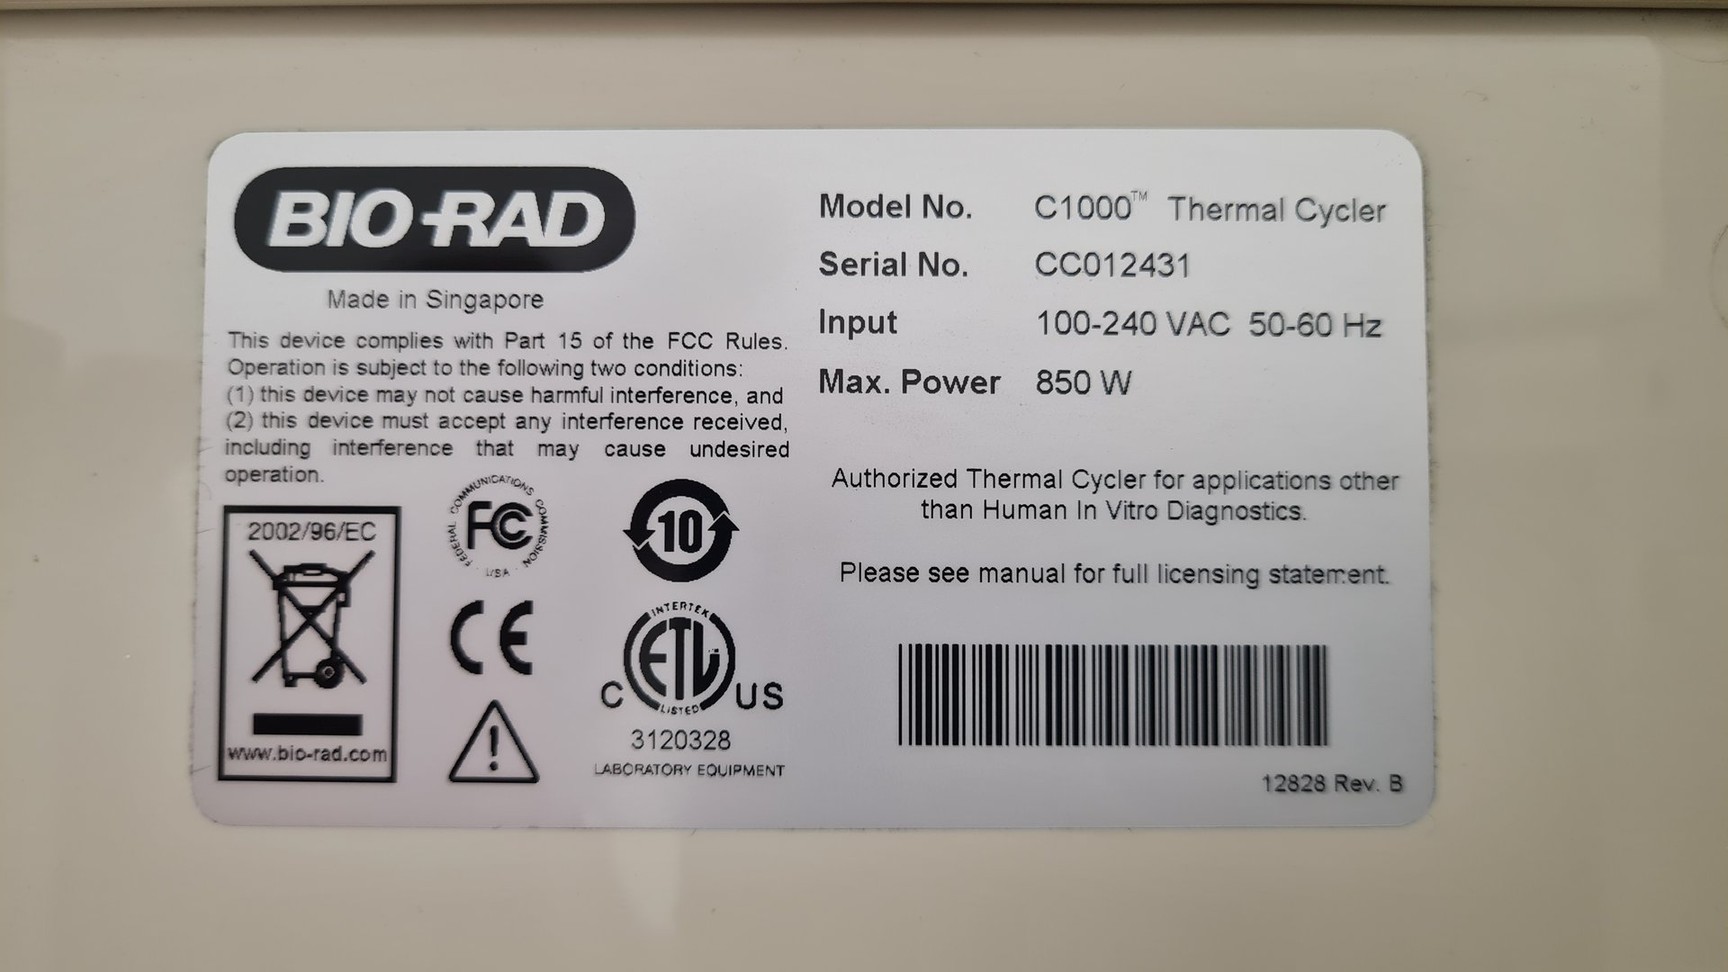 BIO-RAD
Made in Singapore
This device complies with Part 15 of the FCC Rules.
Operation is subject to the following two conditions:
(1) this device may not cause harmful interference, and
(2) this device must accept any interference received,
including interference that may cause undesired
operation.
2002/96/EC
www.bio-rad.com
FEDERAL COMMUNICATIONS COMMISSION
FC
USA
CE
10
INTERTEK
ETL
LISTED
C US
3120328
LABORATORY EQUIPMENT
Model No. C1000™ Thermal Cycler
Serial No. CC012431
Input 100-240 VAC 50-60 Hz
Max. Power 850 W
Authorized Thermal Cycler for applications other
than Human In Vitro Diagnostics.
Please see manual for full licensing statement.
12828 Rev. B